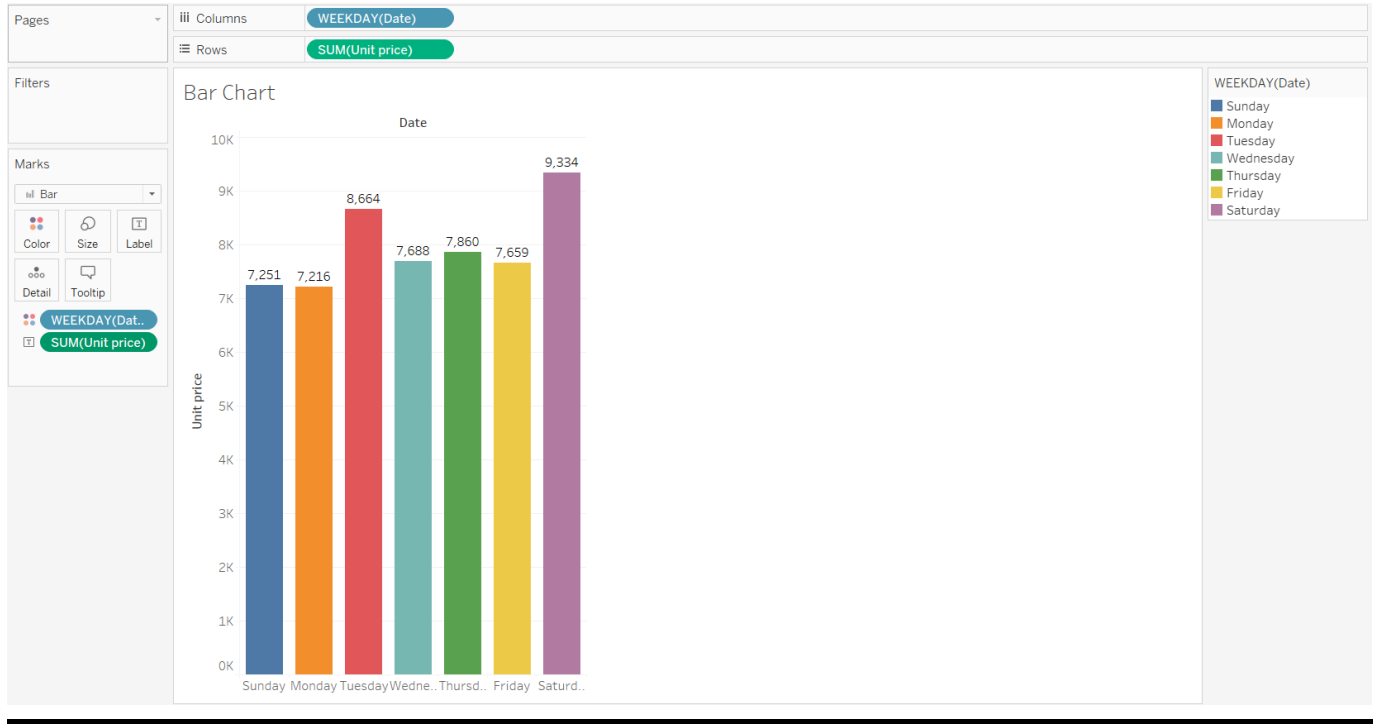 Pages
Columns
WEEKDAY(Date)
Rows
SUM(Unit price)
Filters
Marks
Bar
Color
Size
Label
Detail
Tooltip
WEEKDAY(Dat..
SUM(Unit price)
Bar Chart
Date
10K
9K
8K
7K
6K
5K
4K
3K
2K
1K
0K
Unit price
7,251
7,216
8,664
7,688
7,860
7,659
9,334
Sunday Monday Tuesday Wedne.. Thursd.. Friday Saturd..
WEEKDAY(Date)
Sunday
Monday
Tuesday
Wednesday
Thursday
Friday
Saturday